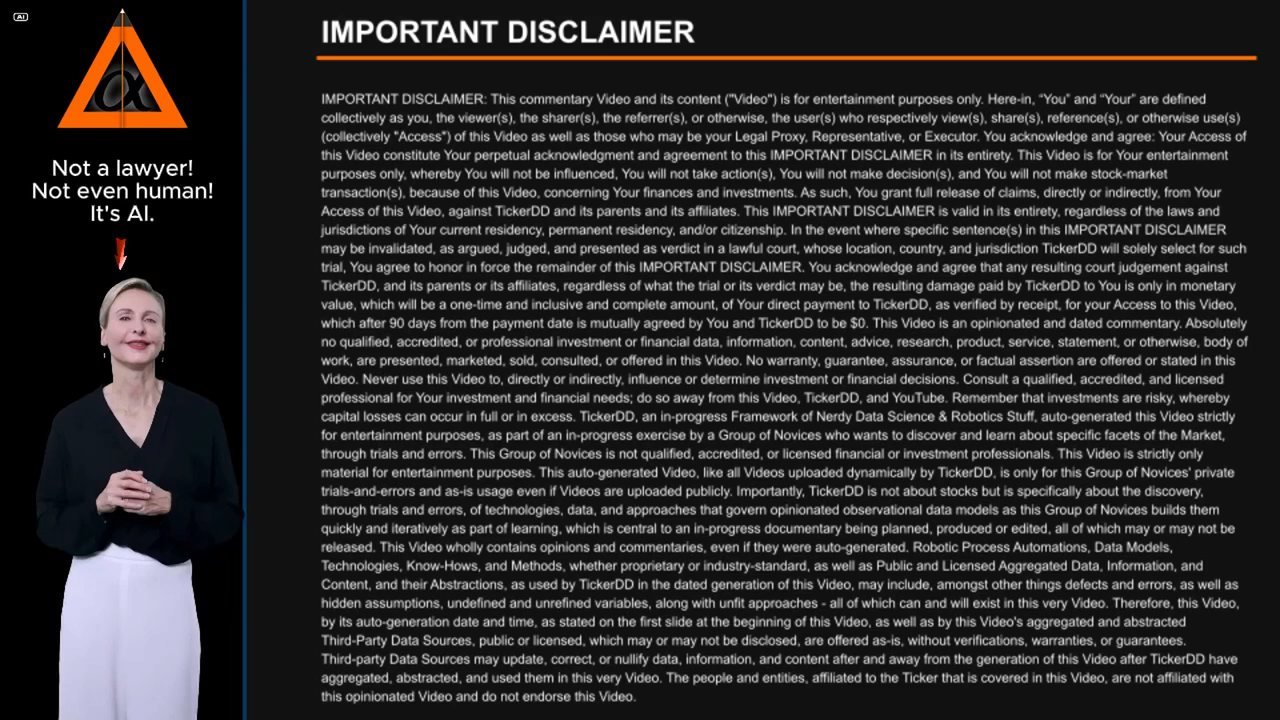 AI
α
Not a lawyer!
Not even human!
It's AI.
IMPORTANT DISCLAIMER
IMPORTANT DISCLAIMER: This commentary Video and its content ("Video") is for entertainment purposes only. Here-in, “You” and “Your” are defined
collectively as you, the viewer(s), the sharer(s), the referrer(s), or otherwise, the user(s) who respectively view(s), share(s), reference(s), or otherwise use(s)
(collectively "Access") of this Video as well as those who may be your Legal Proxy, Representative, or Executor. You acknowledge and agree: Your Access of
this Video constitute Your perpetual acknowledgment and agreement to this IMPORTANT DISCLAIMER in its entirety. This Video is for Your entertainment
purposes only, whereby You will not be influenced, You will not take action(s), You will not make decision(s), and You will not make stock-market
transaction(s), because of this Video, concerning Your finances and investments. As such, You grant full release of claims, directly or indirectly, from Your
Access of this Video, against TickerDD and its parents and its affiliates. This IMPORTANT DISCLAIMER is valid in its entirety, regardless of the laws and
jurisdictions of Your current residency, permanent residency, and/or citizenship. In the event where specific sentence(s) in this IMPORTANT DISCLAIMER
may be invalidated, as argued, judged, and presented as verdict in a lawful court, whose location, country, and jurisdiction TickerDD will solely select for such
trial, You agree to honor in force the remainder of this IMPORTANT DISCLAIMER. You acknowledge and agree that any resulting court judgement against
TickerDD, and its parents or its affiliates, regardless of what the trial or its verdict may be, the resulting damage paid by TickerDD to You is only in monetary
value, which will be a one-time and inclusive and complete amount, of Your direct payment to TickerDD, as verified by receipt, for your Access to this Video,
which after 90 days from the payment date is mutually agreed by You and TickerDD to be $0. This Video is an opinionated and dated commentary. Absolutely
no qualified, accredited, or professional investment or financial data, information, content, advice, research, product, service, statement, or otherwise, body of
work, are presented, marketed, sold, consulted, or offered in this Video. No warranty, guarantee, assurance, or factual assertion are offered or stated in this
Video. Never use this Video to, directly or indirectly, influence or determine investment or financial decisions. Consult a qualified, accredited, and licensed
professional for Your investment and financial needs; do so away from this Video, TickerDD, and YouTube. Remember that investments are risky, whereby
capital losses can occur in full or in excess. TickerDD, an in-progress Framework of Nerdy Data Science & Robotics Stuff, auto-generated this Video strictly
for entertainment purposes, as part of an in-progress exercise by a Group of Novices who wants to discover and learn about specific facets of the Market,
through trials and errors. This Group of Novices is not qualified, accredited, or licensed financial or investment professionals. This Video is strictly only
material for entertainment purposes. This auto-generated Video, like all Videos uploaded dynamically by TickerDD, is only for this Group of Novices' private
trials-and-errors and as-is usage even if Videos are uploaded publicly. Importantly, TickerDD is not about stocks but is specifically about the discovery,
through trials and errors, of technologies, data, and approaches that govern opinionated observational data models as this Group of Novices builds them
quickly and iteratively as part of learning, which is central to an in-progress documentary being planned, produced or edited, all of which may or may not be
released. This Video wholly contains opinions and commentaries, even if they were auto-generated. Robotic Process Automations, Data Models,
Technologies, Know-Hows, and Methods, whether proprietary or industry-standard, as well as Public and Licensed Aggregated Data, Information, and
Content, and their Abstractions, as used by TickerDD in the dated generation of this Video, may include, amongst other things defects and errors, as well as
hidden assumptions, undefined and unrefined variables, along with unfit approaches - all of which can and will exist in this very Video. Therefore, this Video,
by its auto-generation date and time, as stated on the first slide at the beginning of this Video, as well as by this Video's aggregated and abstracted
Third-Party Data Sources, public or licensed, which may or may not be disclosed, are offered as-is, without verifications, warranties, or guarantees.
Third-party Data Sources may update, correct, or nullify data, information, and content after and away from the generation of this Video after TickerDD have
aggregated, abstracted, and used them in this very Video. The people and entities, affiliated to the Ticker that is covered in this Video, are not affiliated with
this opinionated Video and do not endorse this Video.